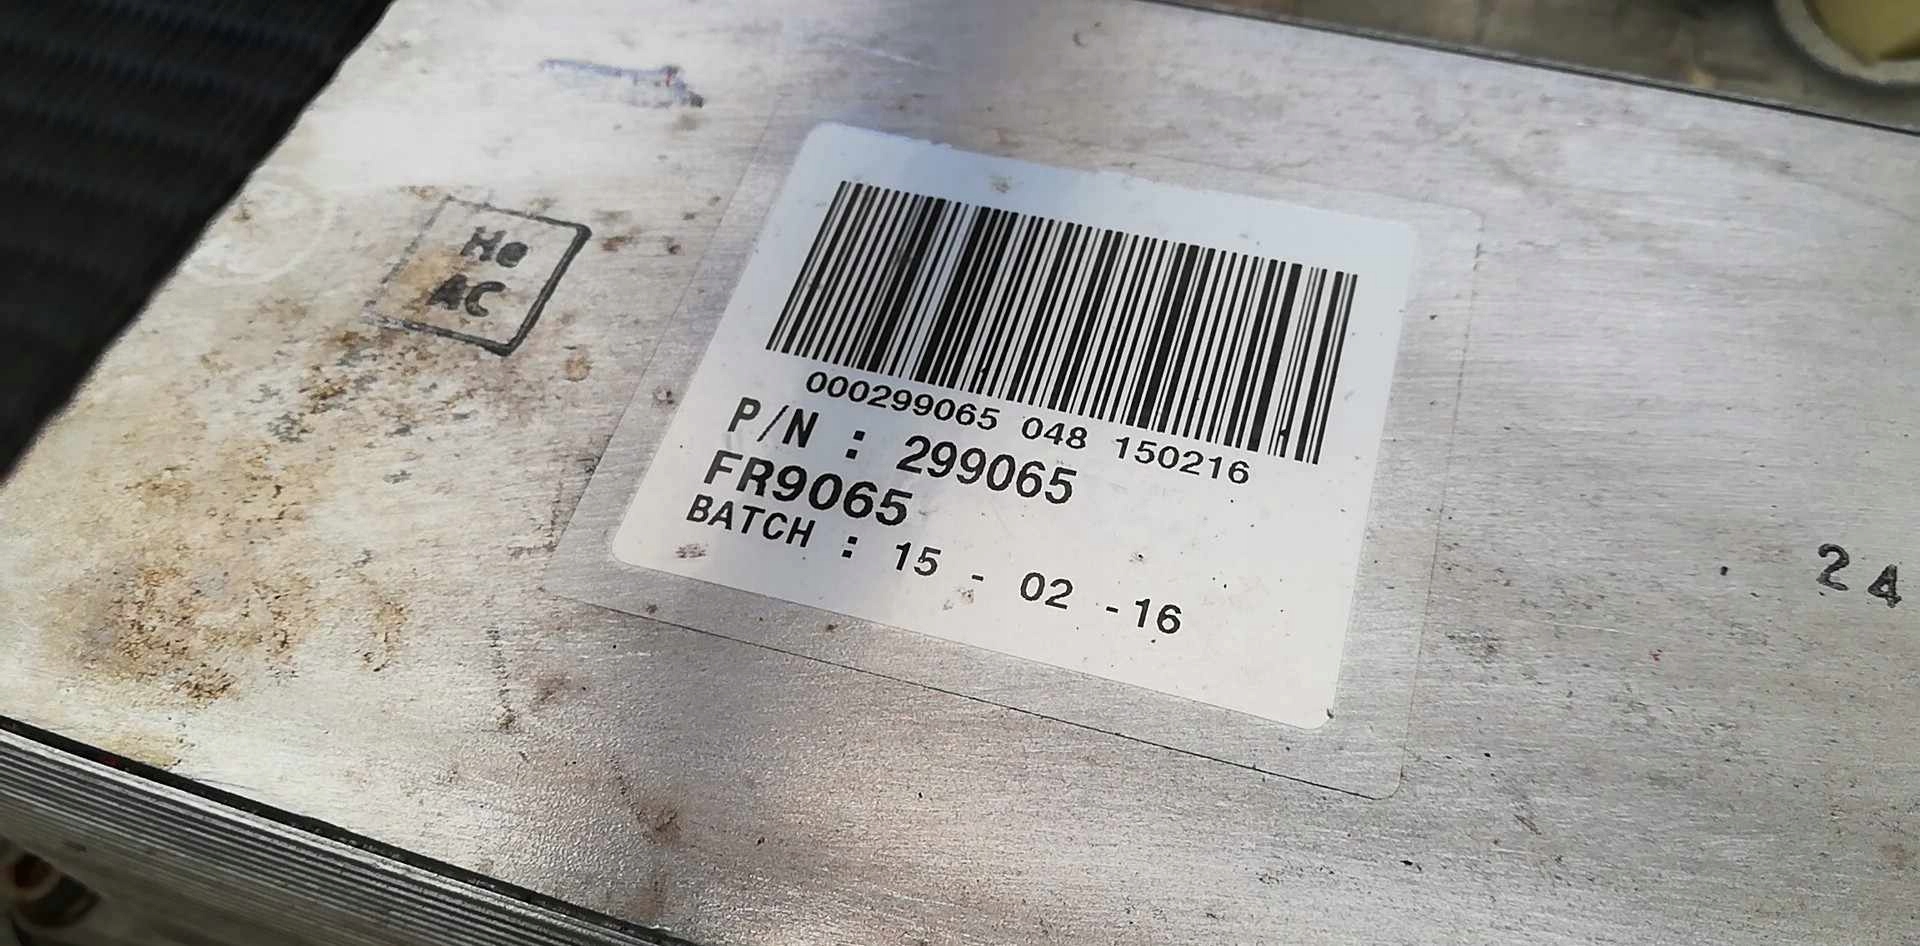 He
AC
000299065 048 150216
P/N : 299065
FR9065
BATCH : 15 - 02 -16
24